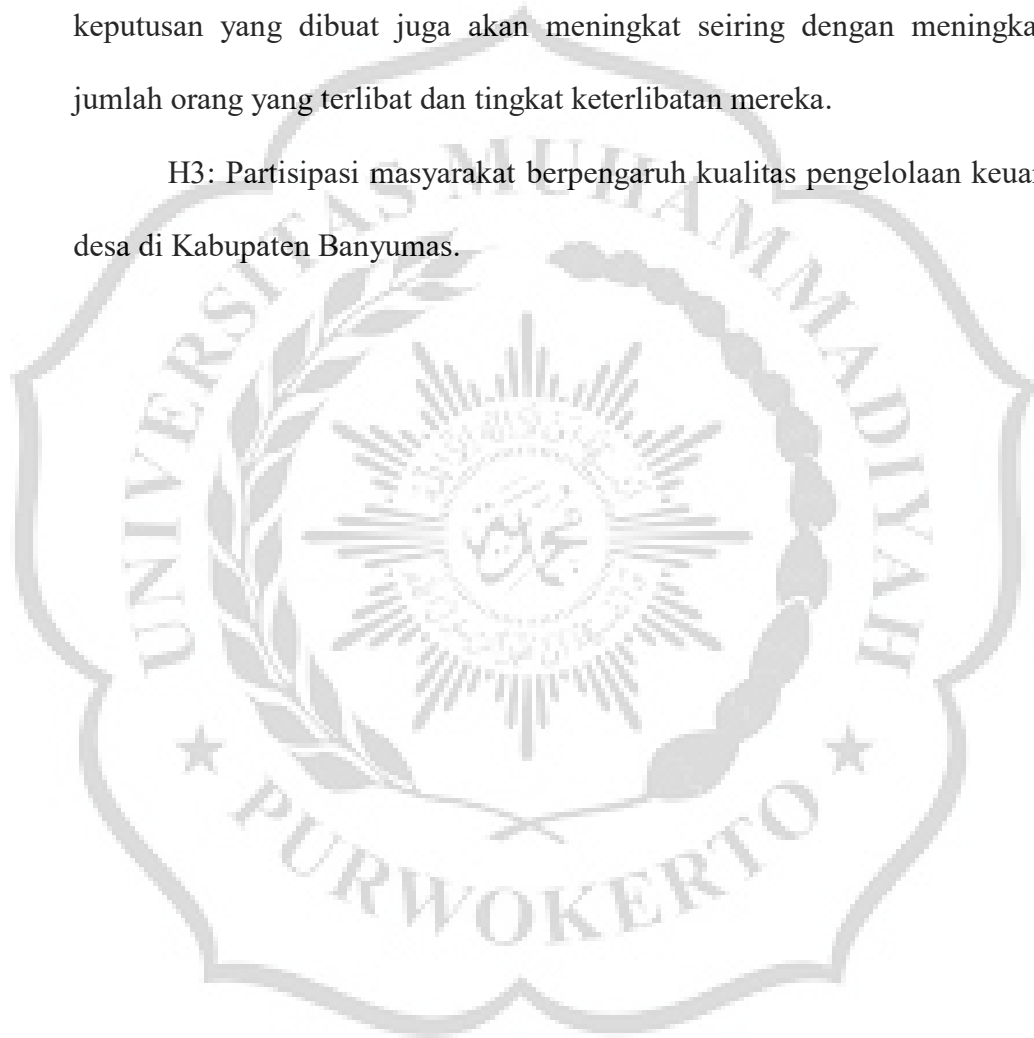 keputusan yang dibuat juga akan meningkat seiring dengan meningka
jumlah orang yang terlibat dan tingkat keterlibatan mereka.
H3: Partisipasi masyarakat berpengaruh kualitas pengelolaan keua
desa di Kabupaten Banyumas.
UNIVERSITAS MUHAMMADIYAH
PURWOKERTO